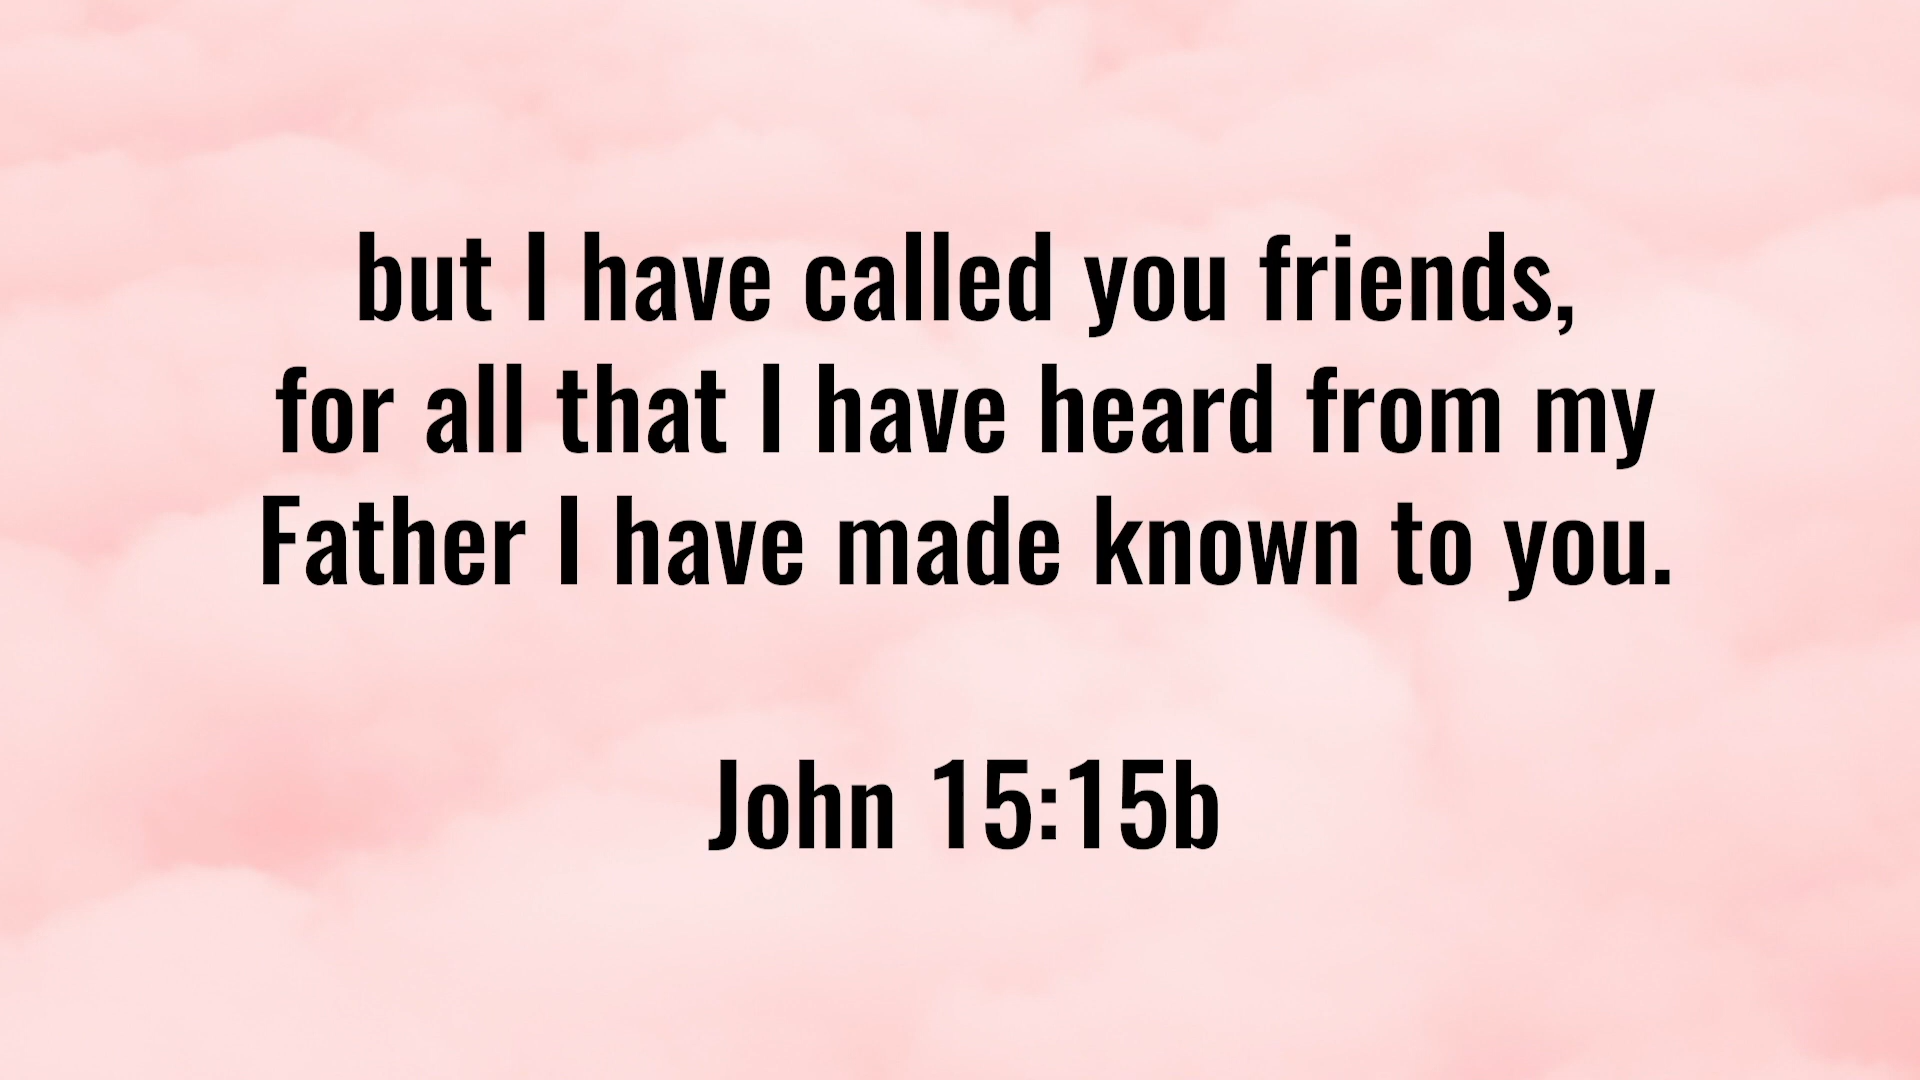 but I have called you friends,
for all that I have heard from my
Father I have made known to you.
John 15:15b